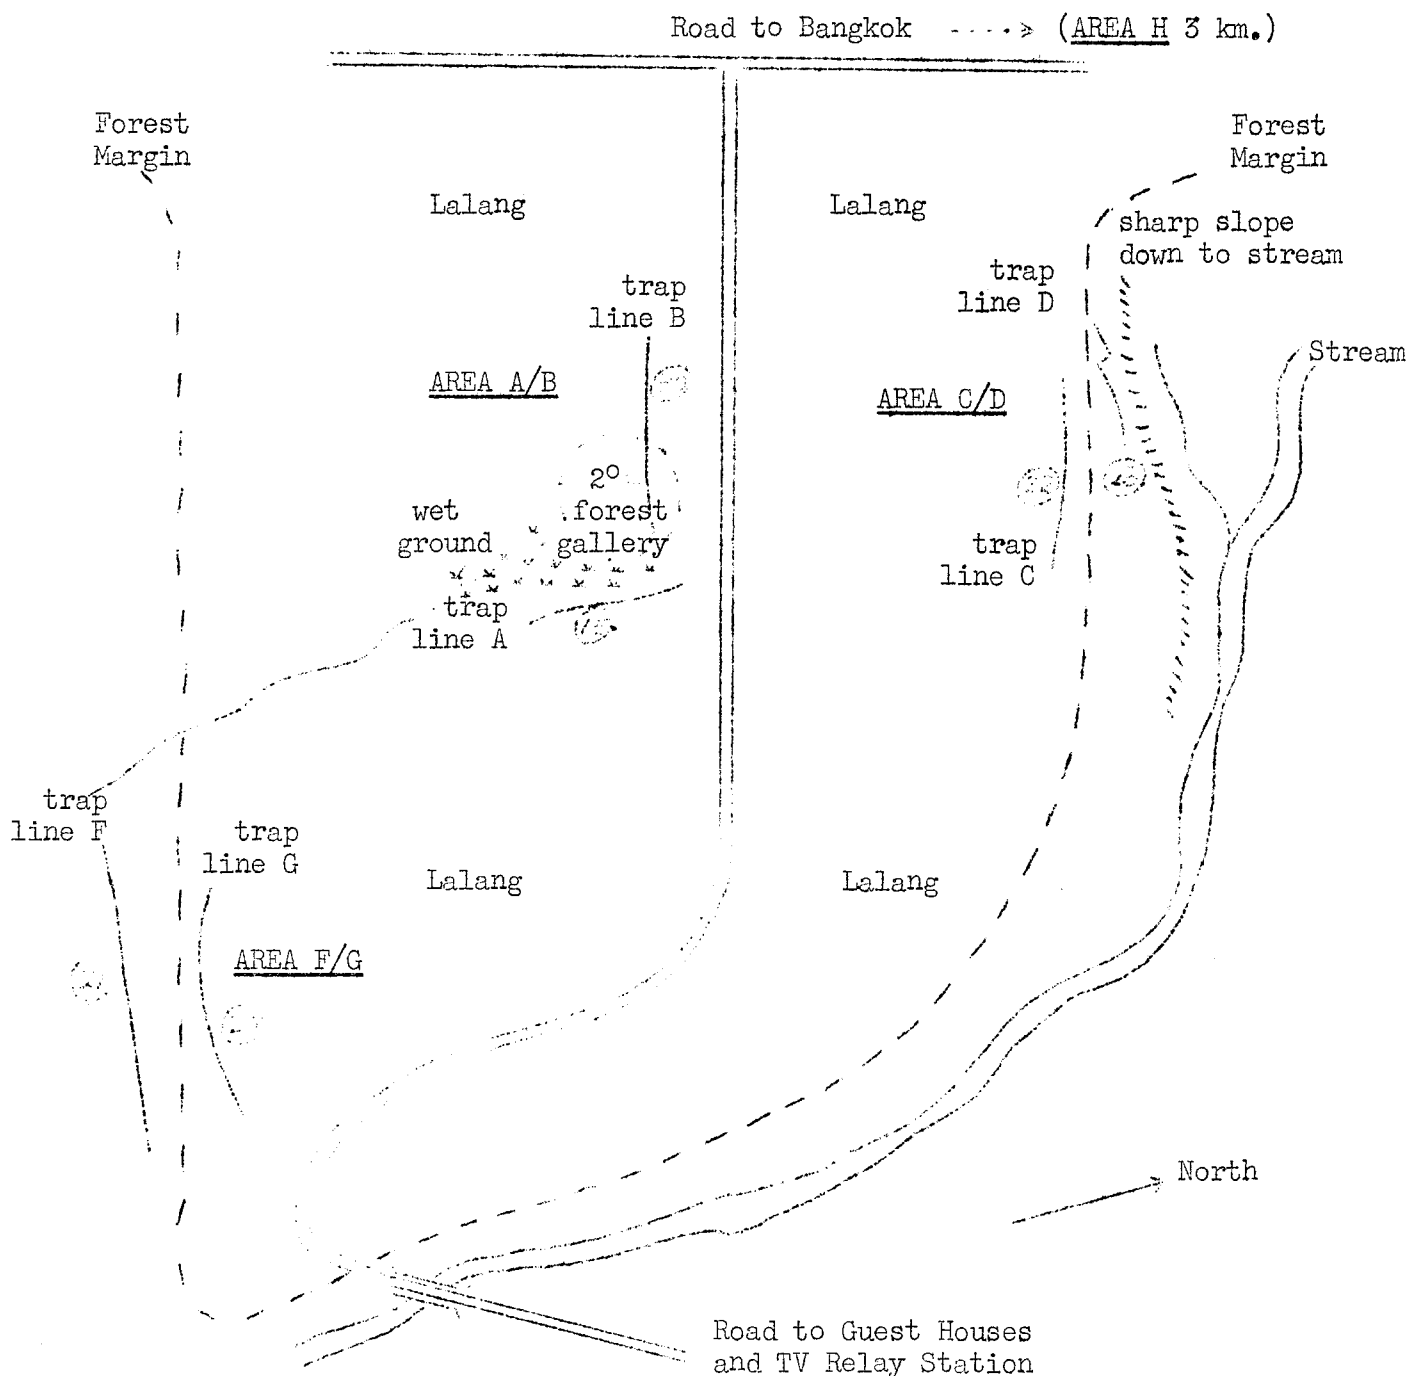 Road to Bangkok ----> (AREA H 3 km.)
Forest
Margin
Forest
Margin
Lalang
Lalang
sharp slope
down to stream
trap
line D
trap
line B
Stream
AREA A/B
AREA C/D
2º
forest
gallery
wet
ground
trap
line C
trap
line A
trap
line F
trap
line G
Lalang
Lalang
AREA F/G
North
Road to Guest Houses
and TV Relay Station